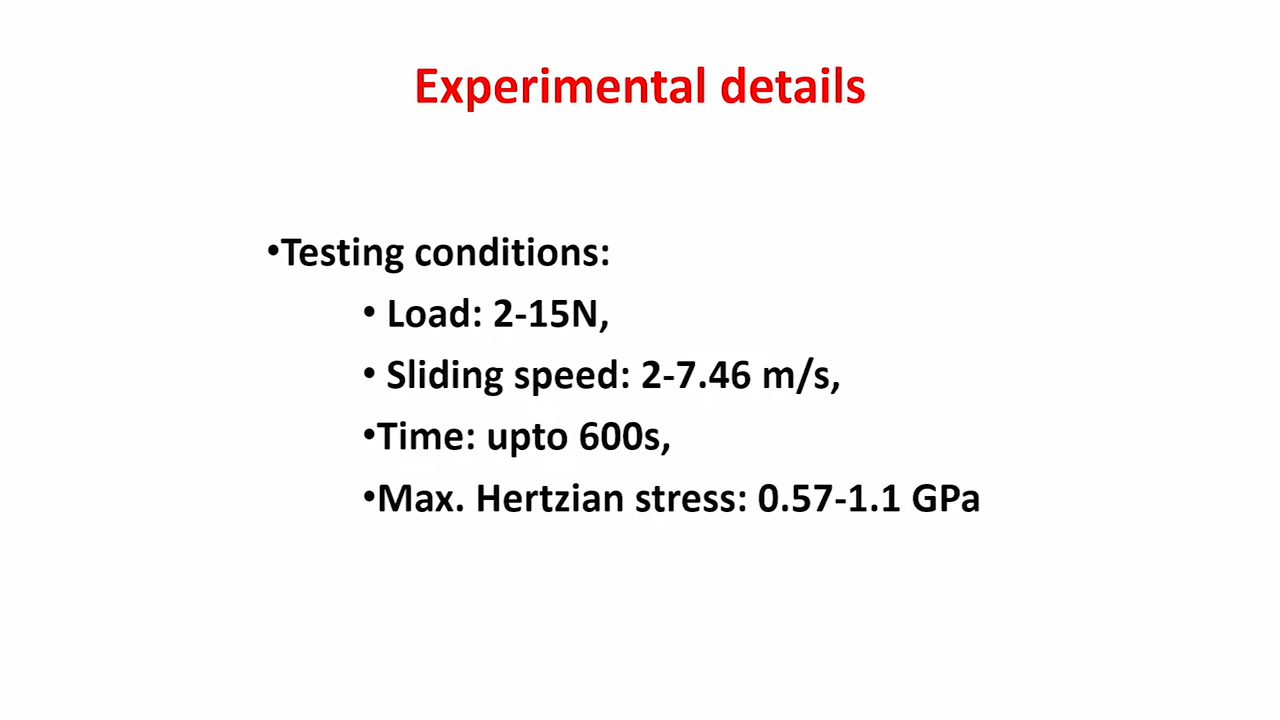 Experimental details
•Testing conditions:
• Load: 2-15N,
• Sliding speed: 2-7.46 m/s,
•Time: upto 600s,
•Max. Hertzian stress: 0.57-1.1 GPa